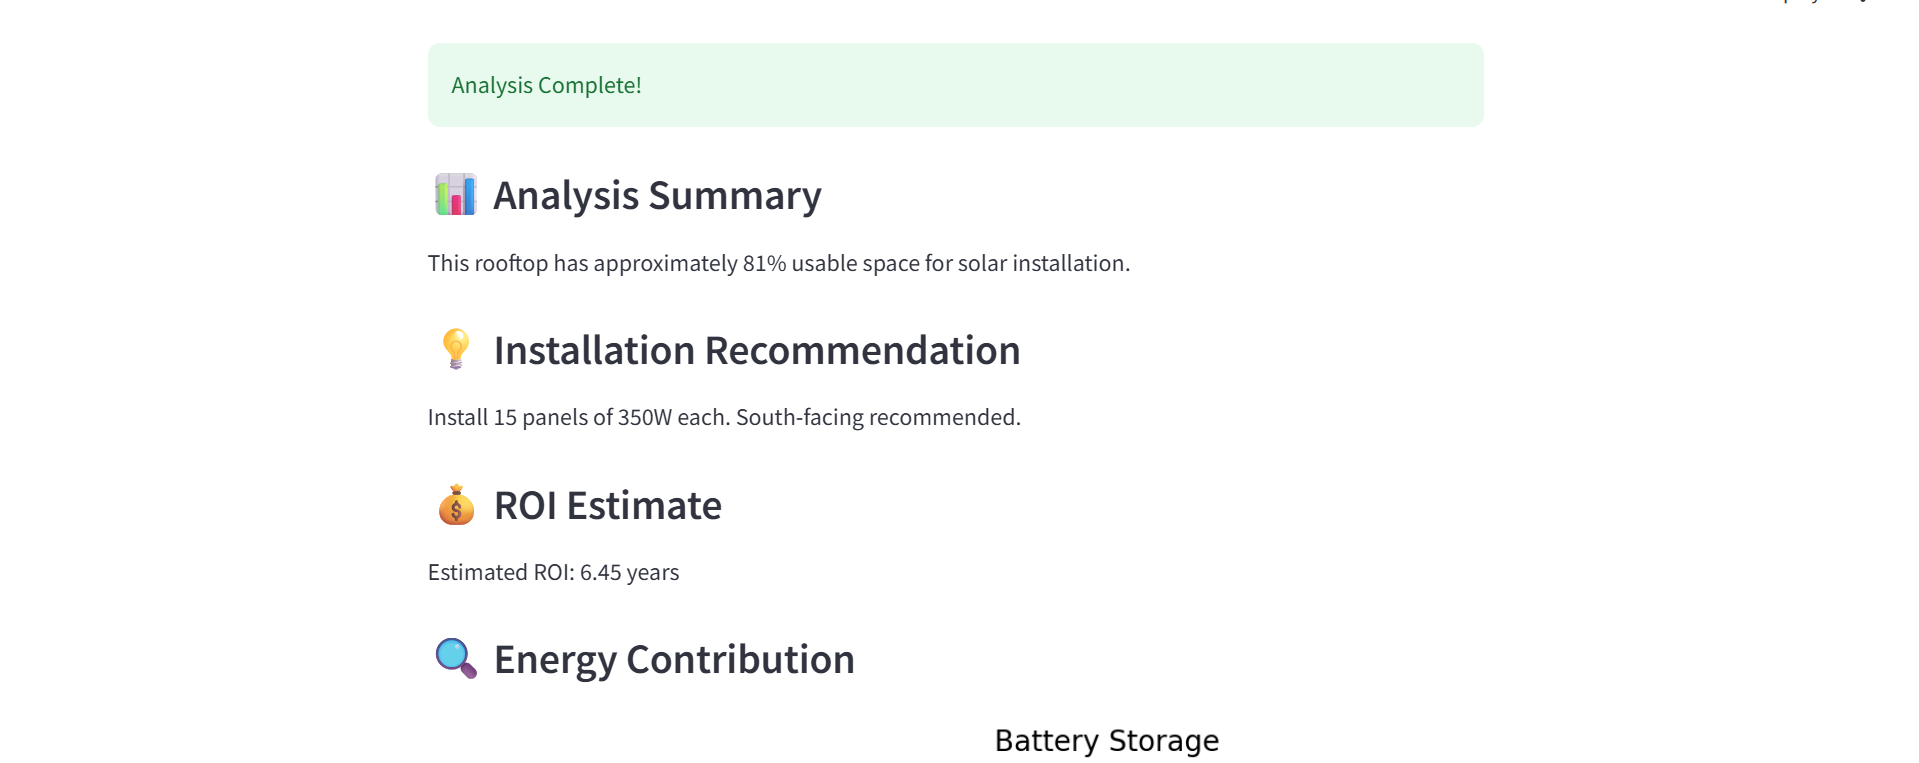 Analysis Complete!
Analysis Summary
This rooftop has approximately 81% usable space for solar installation.
Installation Recommendation
Install 15 panels of 350W each. South-facing recommended.
ROI Estimate
Estimated ROI: 6.45 years
Energy Contribution
Battery Storage